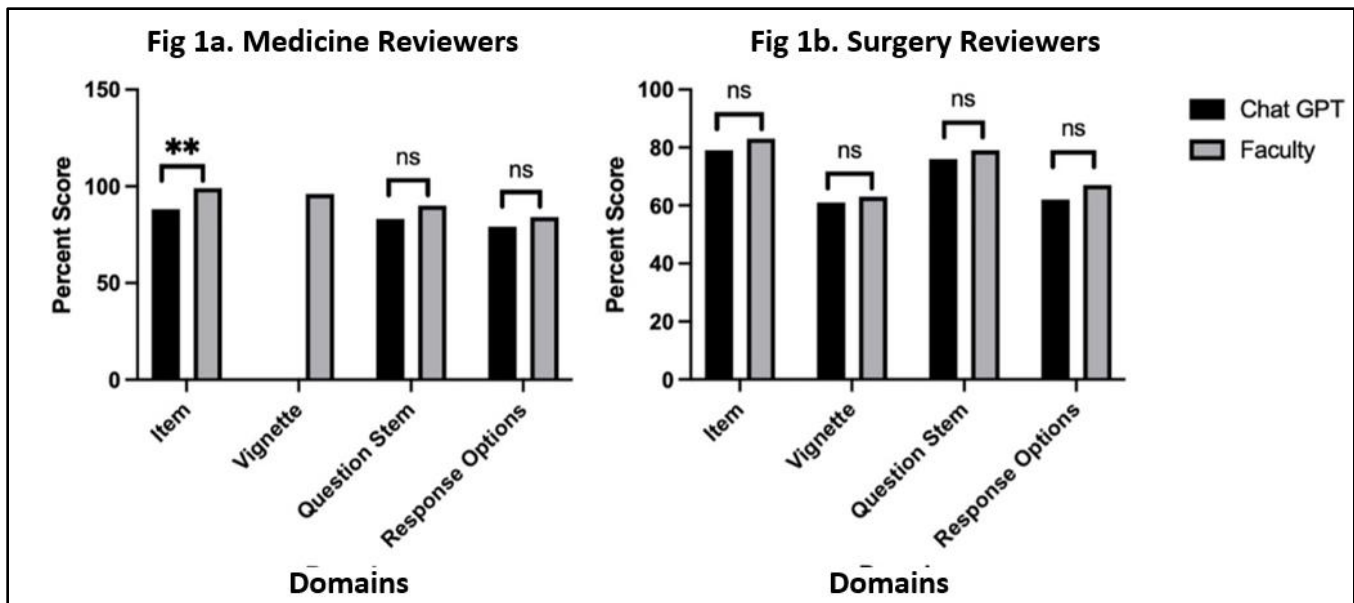 Fig 1a. Medicine Reviewers
150
100
50
0
Percent Score
**
ns
ns
Item
Vignette
Question Stem
Response Options
Domains
Fig 1b. Surgery Reviewers
100
80
60
40
20
0
Percent Score
ns
ns
ns
ns
Item
Vignette
Question Stem
Response Options
Domains
Chat GPT
Faculty